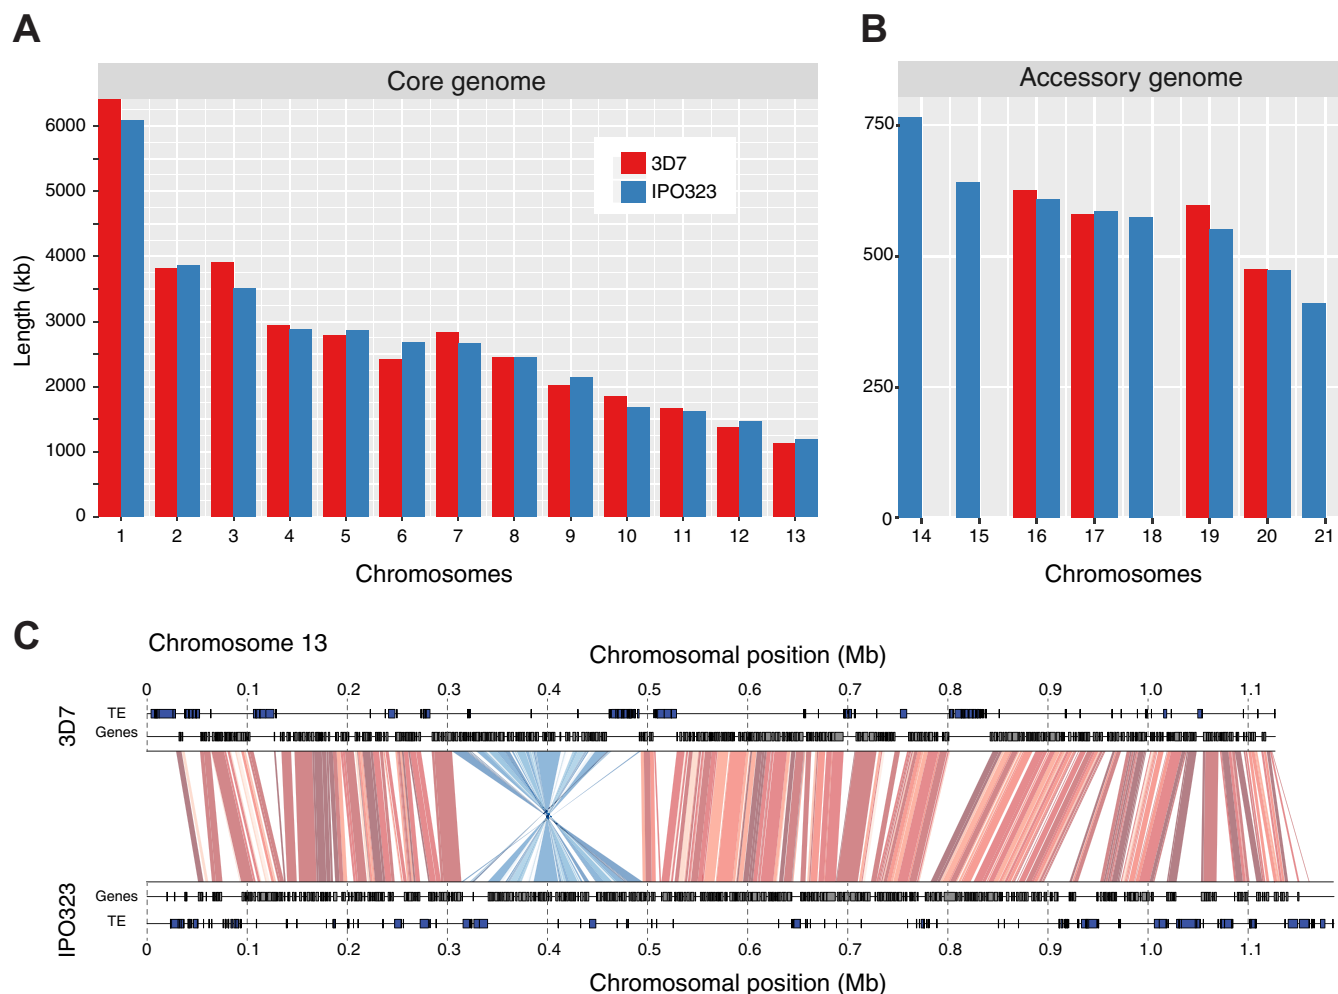 A
Core genome
6000
5000
4000
3000
2000
1000
0
Length (kb)
3D7
IPO323
1 2 3 4 5 6 7 8 9 10 11 12 13
Chromosomes
B
Accessory genome
750
500
250
0
14 15 16 17 18 19 20 21
Chromosomes
C
Chromosome 13
Chromosomal position (Mb)
0 0.1 0.2 0.3 0.4 0.5 0.6 0.7 0.8 0.9 1.0 1.1
3D7
TE
Genes
IPO323
Genes
TE
0 0.1 0.2 0.3 0.4 0.5 0.6 0.7 0.8 0.9 1.0 1.1
Chromosomal position (Mb)